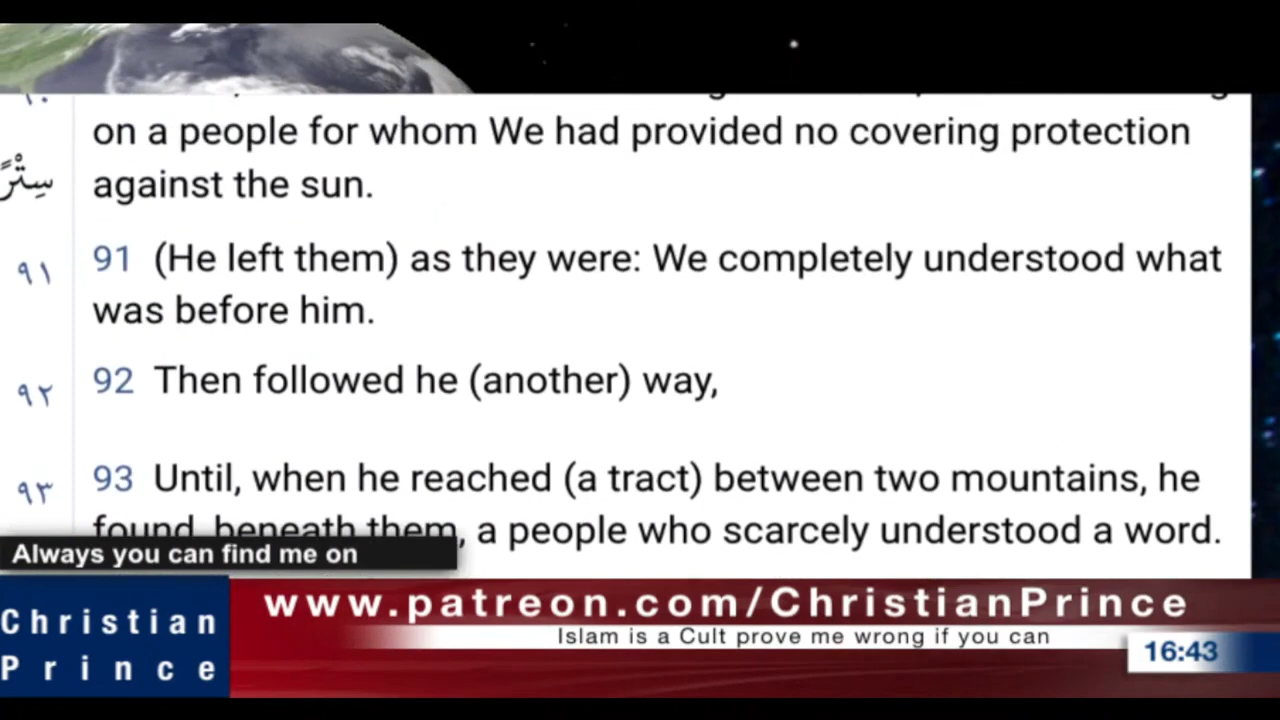 on a people for whom We had provided no covering protection
against the sun.
سِتْرًا
٩١
91 (He left them) as they were: We completely understood what
was before him.
٩٢
92 Then followed he (another) way,
٩٣
93 Until, when he reached (a tract) between two mountains, he
found, beneath them, a people who scarcely understood a word.
Always you can find me on
Christian
Prince
www.patreon.com/ChristianPrince
Islam is a Cult prove me wrong if you can
16:43